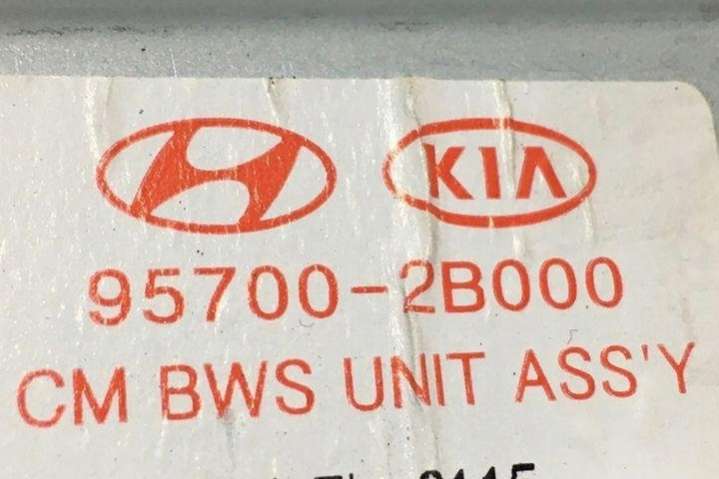 KIA
95700-2B000
CM BWS UNIT ASS'Y